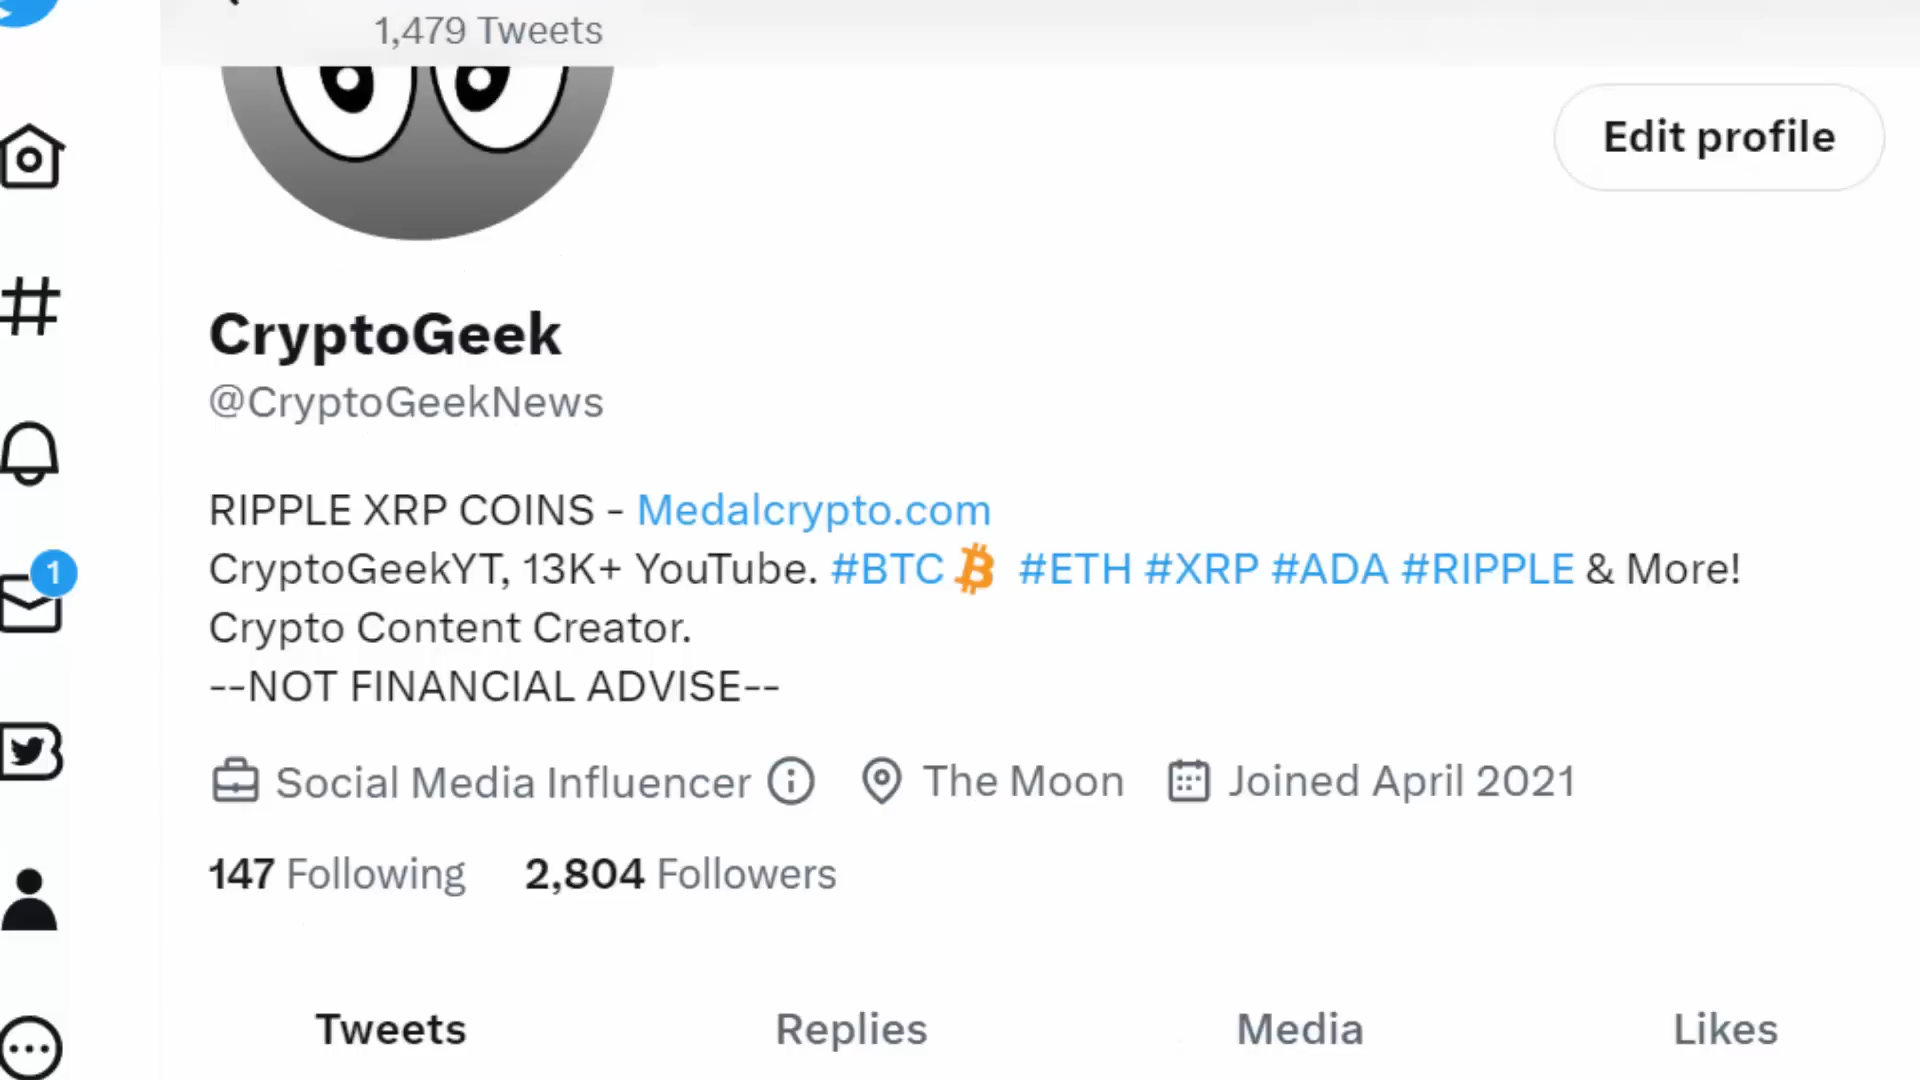 1,479 Tweets
Edit profile
CryptoGeek
@CryptoGeekNews
RIPPLE XRP COINS - Medalcrypto.com
CryptoGeekYT, 13K+ YouTube. #BTC #ETH #XRP #ADA #RIPPLE & More!
Crypto Content Creator.
--NOT FINANCIAL ADVISE--
Social Media Influencer The Moon Joined April 2021
147 Following 2,804 Followers
1
Tweets Replies Media Likes